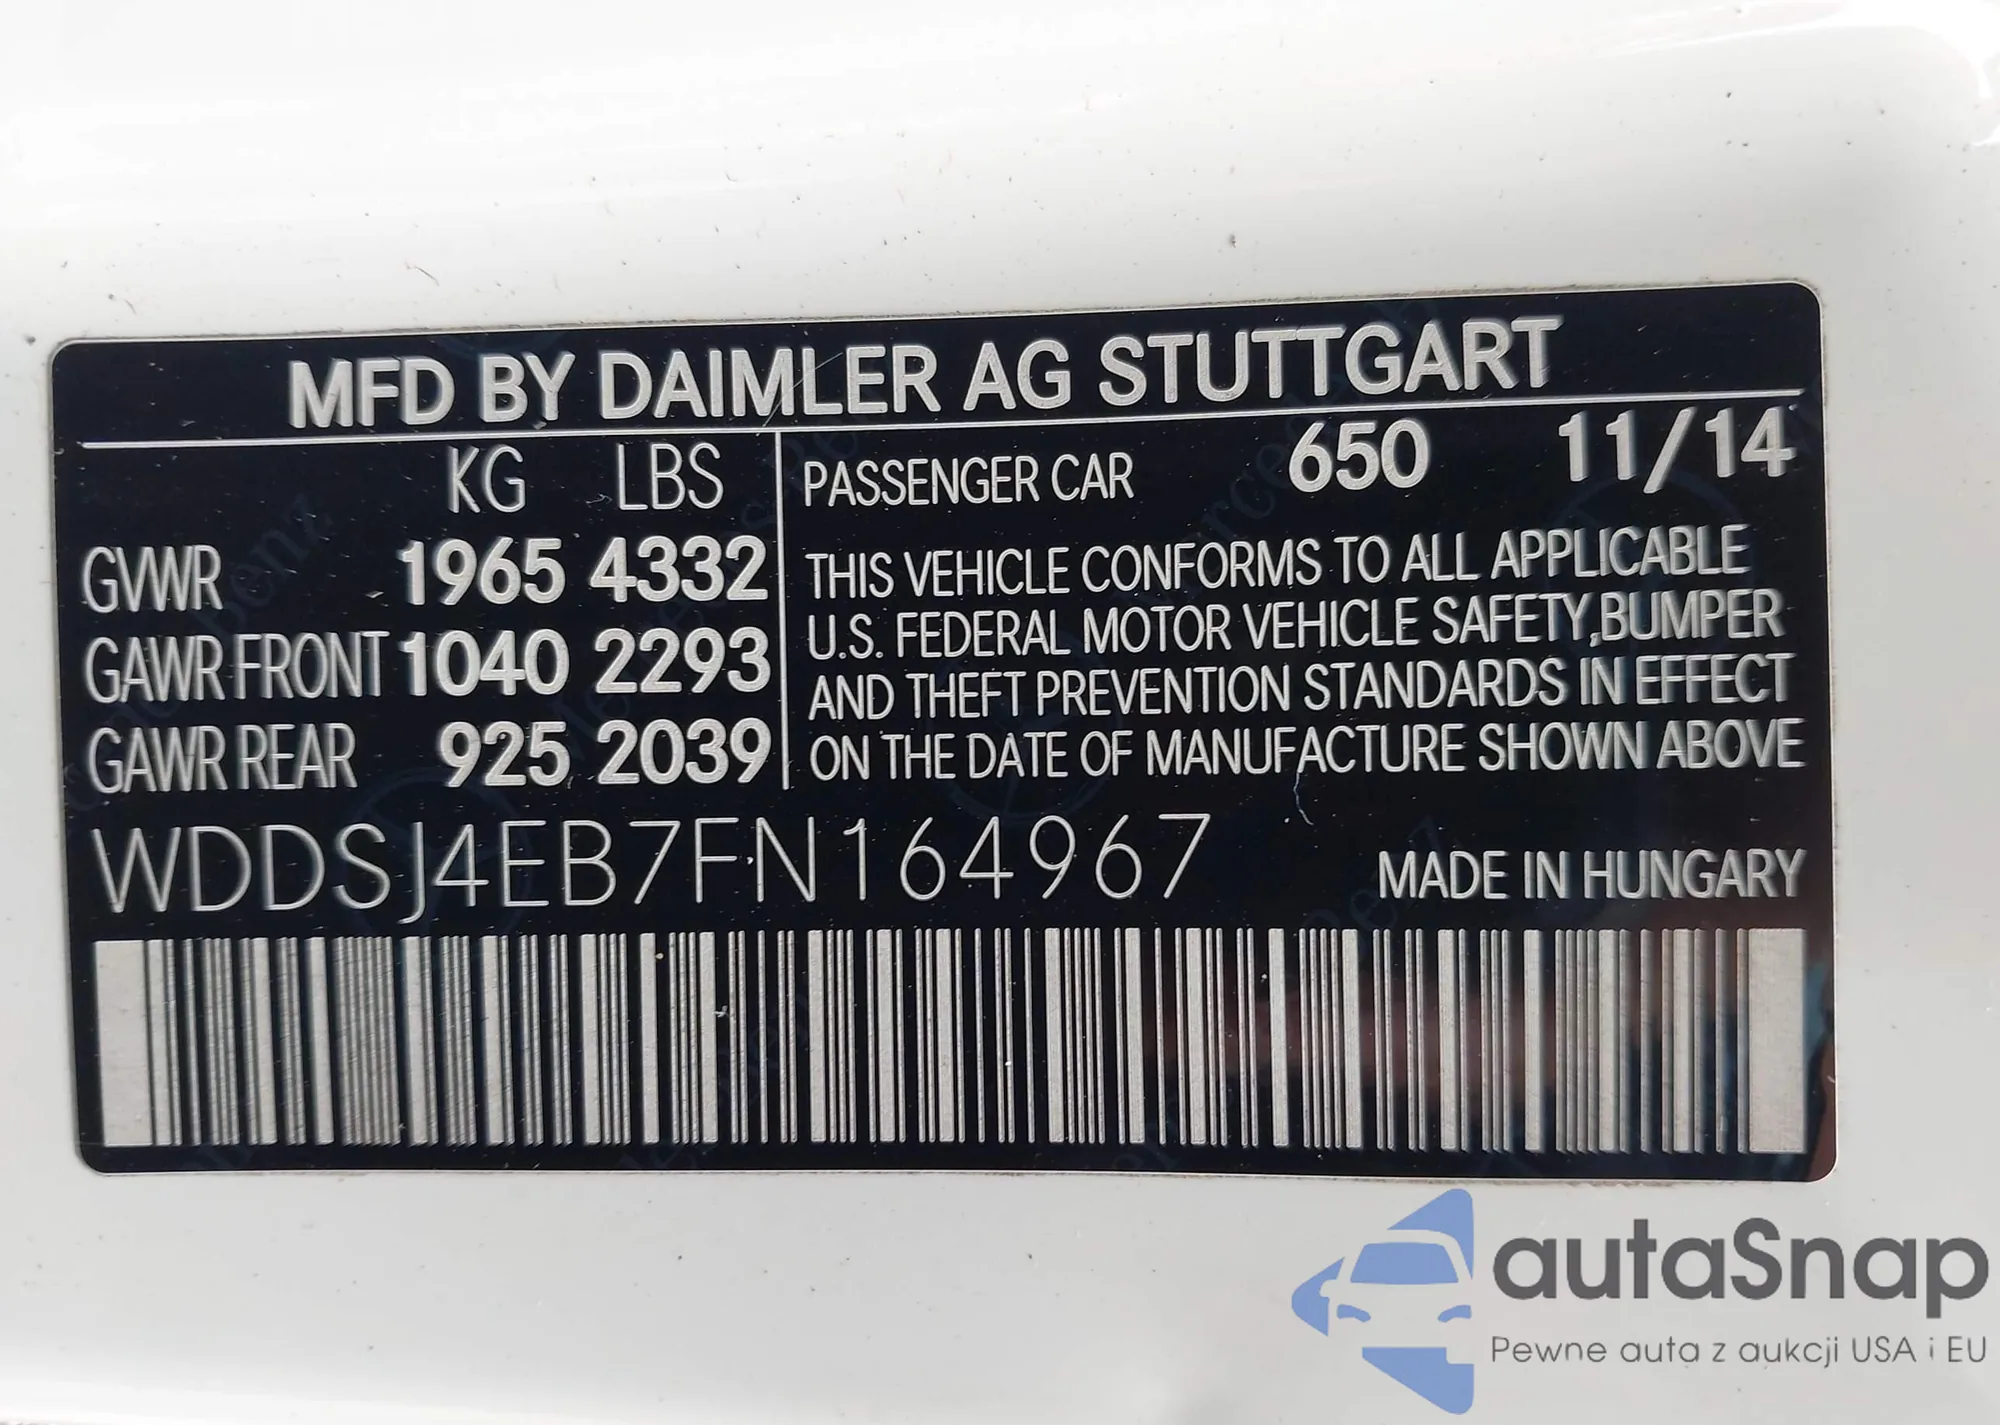 MFD BY DAIMLER AG STUTTGART
KG LBS
GVWR 1965 4332
GAWR FRONT 1040 2293
GAWR REAR 925 2039
PASSENGER CAR 650 11/14
THIS VEHICLE CONFORMS TO ALL APPLICABLE
U.S. FEDERAL MOTOR VEHICLE SAFETY,BUMPER
AND THEFT PREVENTION STANDARDS IN EFFECT
ON THE DATE OF MANUFACTURE SHOWN ABOVE
WDDSJ4EB7FN164967
MADE IN HUNGARY
autaSnap
Pewne auta z aukcji USA i EU